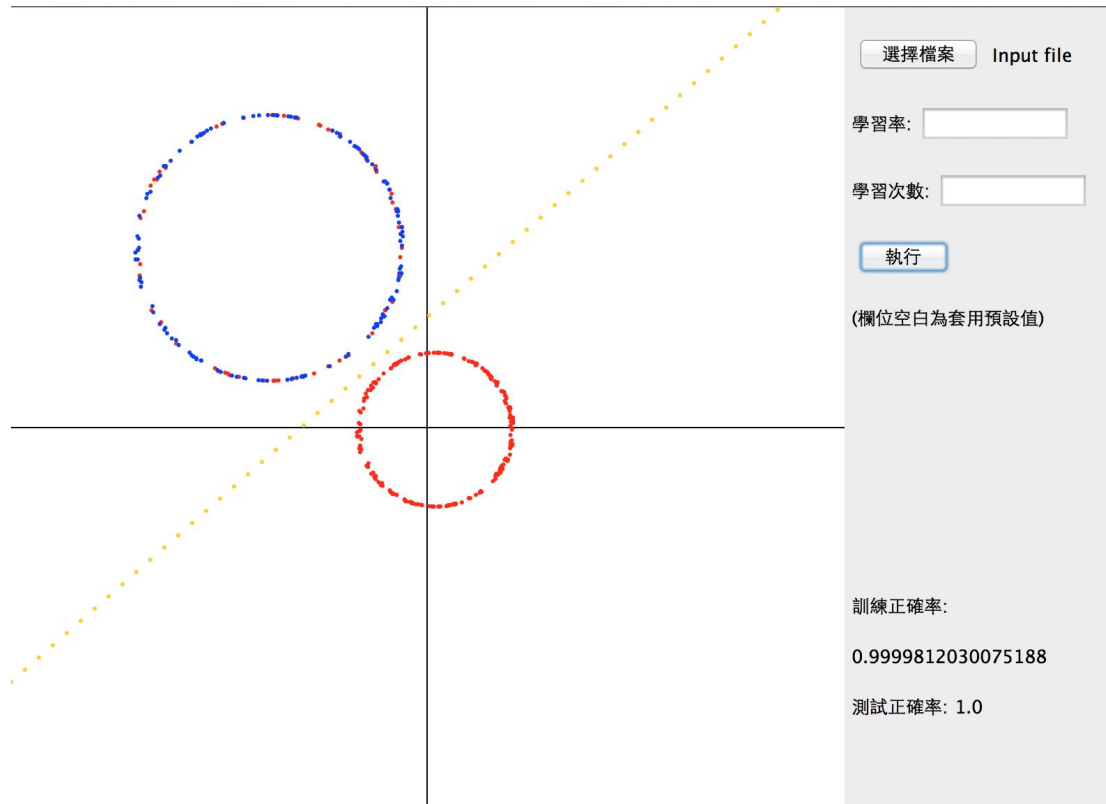 選擇檔案 Input file
學習率:
學習次數:
執行
(欄位空白為套用預設值)
訓練正確率:
0.9999812030075188
測試正確率: 1.0